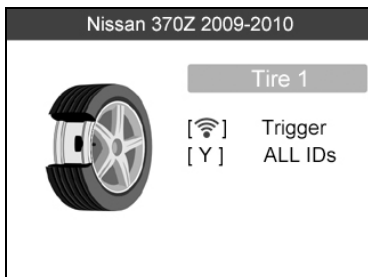 Nissan 370Z 2009-2010
Tire 1
[ ] Trigger
[ Y ] ALL IDs